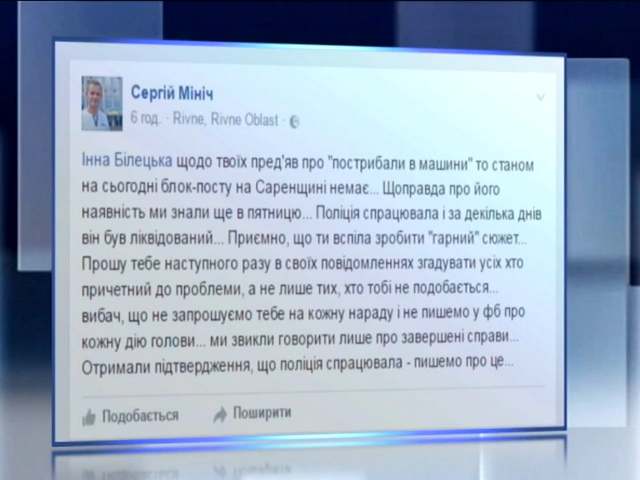 Сергій Мініч
6 год. · Rivne, Rivne Oblast ·
Інна Білецька щодо твоїх пред'яв про "пострибали в машини" то станом
на сьогодні блок-посту на Саренщині немає... Щоправда про його
наявність ми знали ще в пятницю... Поліція спрацювала і за декілька днів
він був ліквідований... Приємно, що ти вспіла зробити "гарний" сюжет...
Прошу тебе наступного разу в своїх повідомленнях згадувати усіх хто
причетний до проблеми, а не лише тих, хто тобі не подобається...
вибач, що не запрошуємо тебе на кожну нараду і не пишемо у фб про
кожну дію голови... ми звикли говорити лише про завершені справи...
Отримали підтвердження, що поліція спрацювала - пишемо про це...
Подобається Поширити